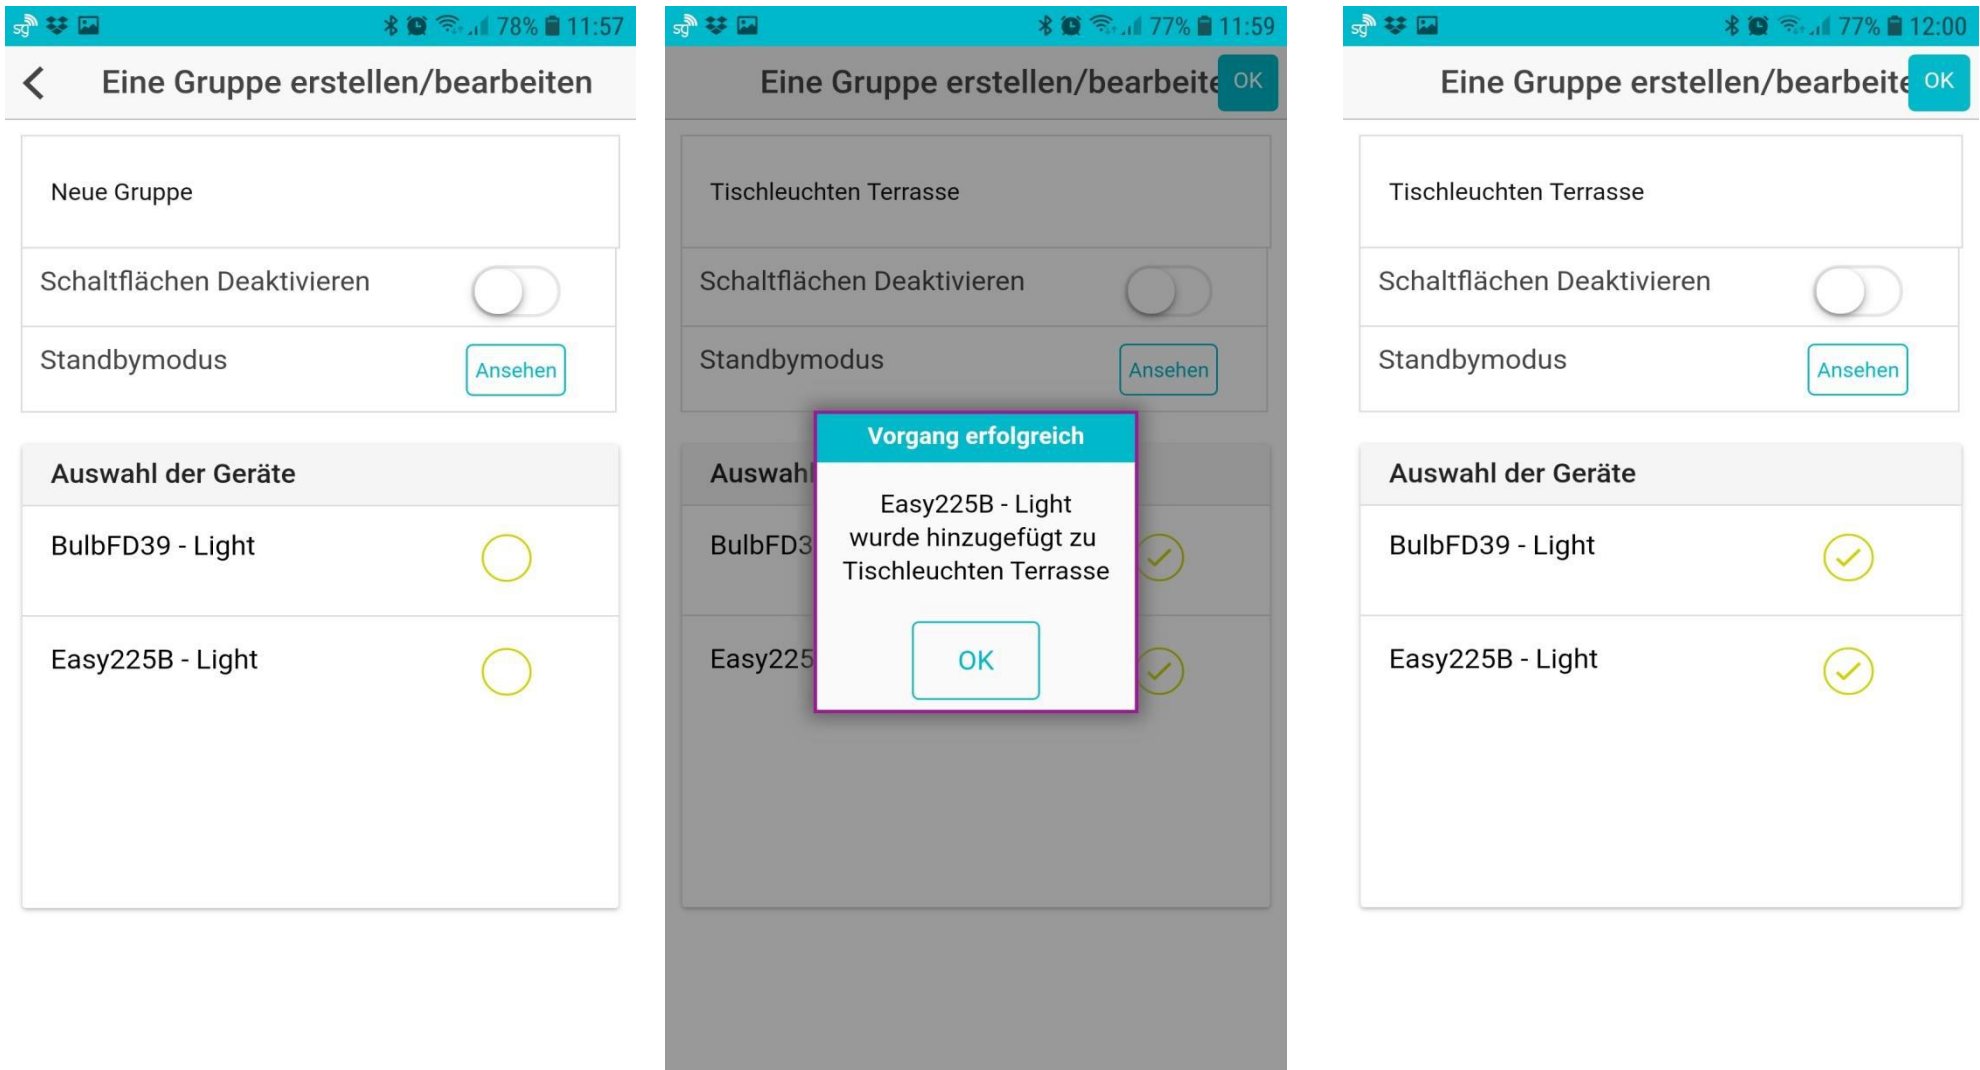 sg 78% 11:57
Eine Gruppe erstellen/bearbeiten
Neue Gruppe
Schaltflächen Deaktivieren
Standbymodus Ansehen
Auswahl der Geräte
BulbFD39 - Light
Easy225B - Light
sg 77% 11:59
Eine Gruppe erstellen/bearbeite OK
Tischleuchten Terrasse
Schaltflächen Deaktivieren
Standbymodus Ansehen
Auswahl
BulbFD3
Easy225
Vorgang erfolgreich
Easy225B - Light
wurde hinzugefügt zu
Tischleuchten Terrasse
OK
sg 77% 12:00
Eine Gruppe erstellen/bearbeite OK
Tischleuchten Terrasse
Schaltflächen Deaktivieren
Standbymodus Ansehen
Auswahl der Geräte
BulbFD39 - Light
Easy225B - Light